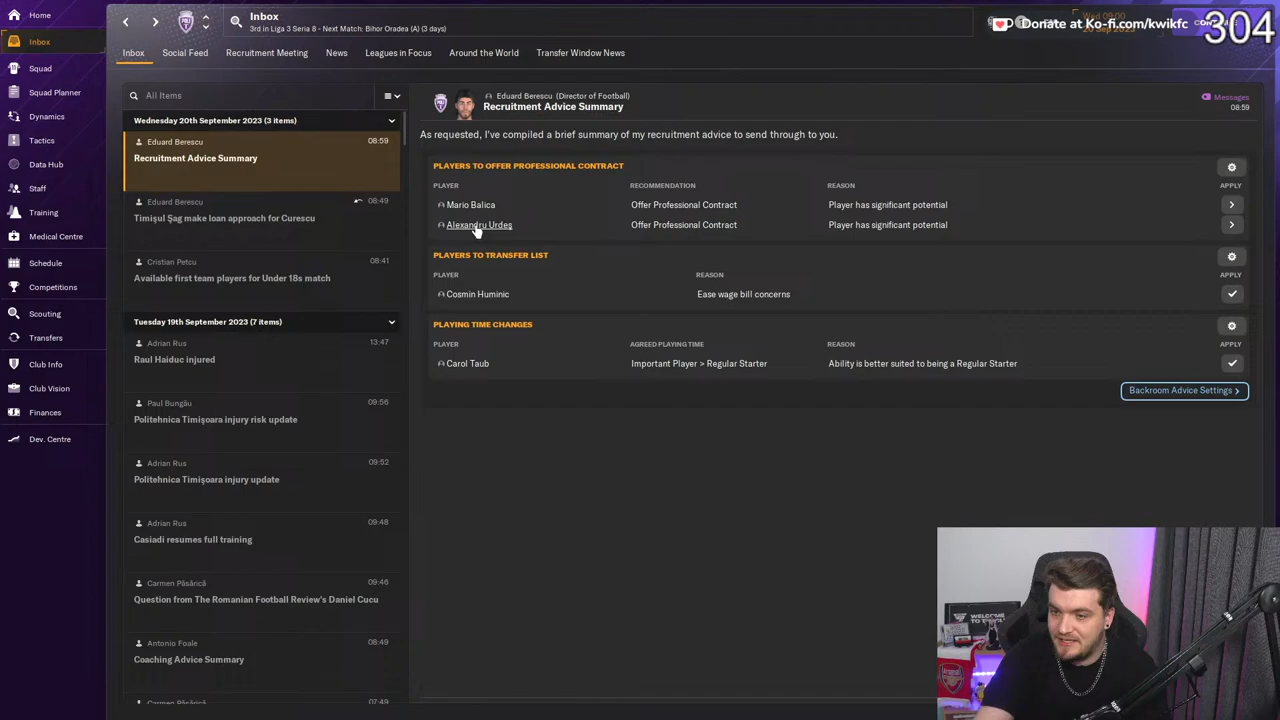 Home
Inbox
Squad
Squad Planner
Dynamics
Tactics
Data Hub
Staff
Training
Medical Centre
Schedule
Competitions
Scouting
Transfers
Club Info
Club Vision
Finances
Dev. Centre
Inbox
3rd in Liga 3 Seria 8 - Next Match: Bihor Oradea (A) (3 days)
Donate at Ko-fi.com/kwikfc
304
Inbox Social Feed Recruitment Meeting News Leagues in Focus Around the World Transfer Window News
All Items
Wednesday 20th September 2023 (3 items)
Eduard Berescu 08:59
Recruitment Advice Summary
Eduard Berescu 08:49
Timişul Şag make loan approach for Curescu
Cristian Petcu 08:41
Available first team players for Under 18s match
Tuesday 19th September 2023 (7 items)
Adrian Rus 13:47
Raul Haiduc injured
Paul Bungău 09:56
Politehnica Timişoara injury risk update
Adrian Rus 09:52
Politehnica Timişoara injury update
Adrian Rus 09:48
Casiadi resumes full training
Carmen Păsărică 09:46
Question from The Romanian Football Review's Daniel Cucu
Antonio Foale 08:49
Coaching Advice Summary
Carmen Păsărică 07:49
Eduard Berescu (Director of Football)
Recruitment Advice Summary
Messages
08:59
As requested, I've compiled a brief summary of my recruitment advice to send through to you.
PLAYERS TO OFFER PROFESSIONAL CONTRACT
PLAYER RECOMMENDATION REASON APPLY
Mario Balica Offer Professional Contract Player has significant potential
Alexandru Urdeş Offer Professional Contract Player has significant potential
PLAYERS TO TRANSFER LIST
PLAYER REASON APPLY
Cosmin Huminic Ease wage bill concerns
PLAYING TIME CHANGES
PLAYER AGREED PLAYING TIME REASON APPLY
Carol Taub Important Player > Regular Starter Ability is better suited to being a Regular Starter
Backroom Advice Settings
WELCOME
Arsenal